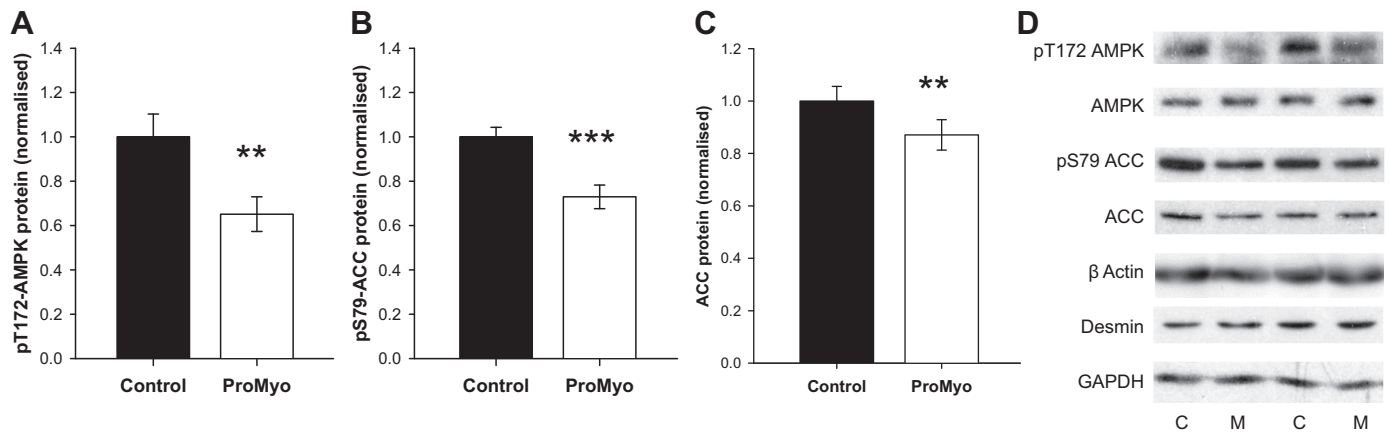 A
pT172-AMPK protein (normalised)
1.4
1.2
1.0
0.8
0.6
0.4
0.2
0.0
**
Control
ProMyo
B
pS79-ACC protein (normalised)
1.4
1.2
1.0
0.8
0.6
0.4
0.2
0.0
***
Control
ProMyo
C
ACC protein (normalised)
1.2
1.0
0.8
0.6
0.4
0.2
0.0
**
Control
ProMyo
D
pT172 AMPK
AMPK
pS79 ACC
ACC
β Actin
Desmin
GAPDH
C M C M